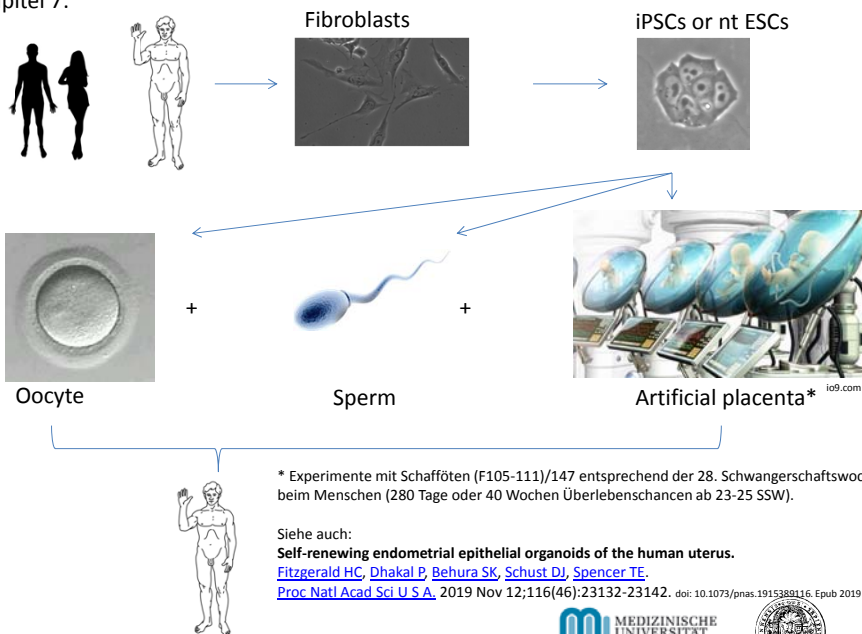 pitel 7.
Fibroblasts
iPSCs or nt ESCs
+
+
Oocyte
Sperm
Artificial placenta*
io9.com
* Experimente mit Schafföten (F105-111)/147 entsprechend der 28. Schwangerschaftswoc
beim Menschen (280 Tage oder 40 Wochen Überlebenschancen ab 23-25 SSW).
Siehe auch:
Self-renewing endometrial epithelial organoids of the human uterus.
Fitzgerald HC, Dhakal P, Behura SK, Schust DJ, Spencer TE.
Proc Natl Acad Sci U S A. 2019 Nov 12;116(46):23132-23142. doi: 10.1073/pnas.1915389116. Epub 2019
MEDIZINISCHE
UNIVERSITÄT